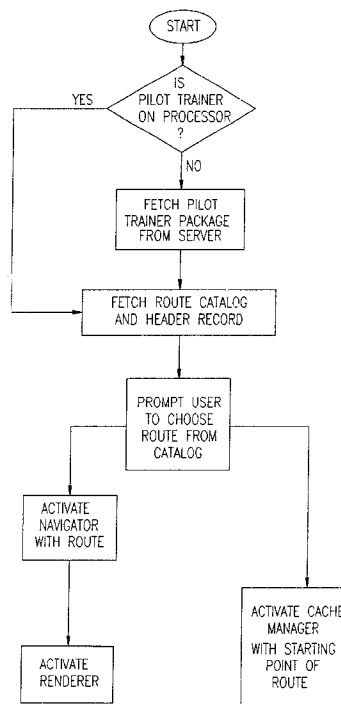 START
IS
PILOT TRAINER
ON PROCESSOR
?
YES
NO
FETCH PILOT
TRAINER PACKAGE
FROM SERVER
FETCH ROUTE CATALOG
AND HEADER RECORD
PROMPT USER
TO CHOOSE
ROUTE FROM
CATALOG
ACTIVATE
NAVIGATOR
WITH ROUTE
ACTIVATE
RENDERER
ACTIVATE CACHE
MANAGER
WITH STARTING
POINT OF
ROUTE